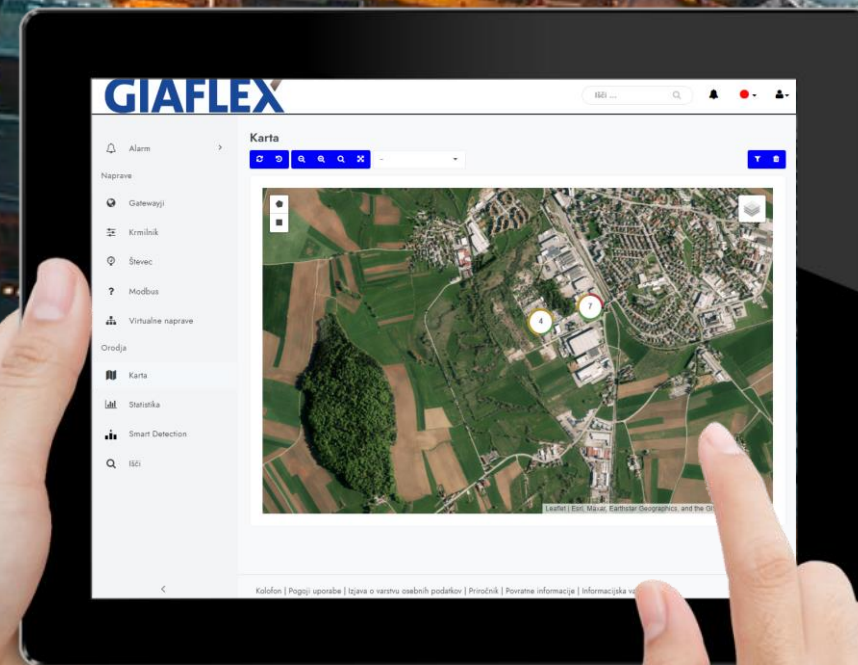 GIAFLEX
Išči ...
Alarm
Karta
-
Naprave
Gatewayji
Krmilnik
Števec
? Modbus
Virtualne naprave
Orodja
Karta
Statistika
Smart Detection
Išči
4
7
Leaflet | Esri, Maxar, Earthstar Geographics, and the
Kolofon | Pogoji uporabe | Izjava o varstvu osebnih podatkov | Priročnik | Povratne informacije | Informacijska